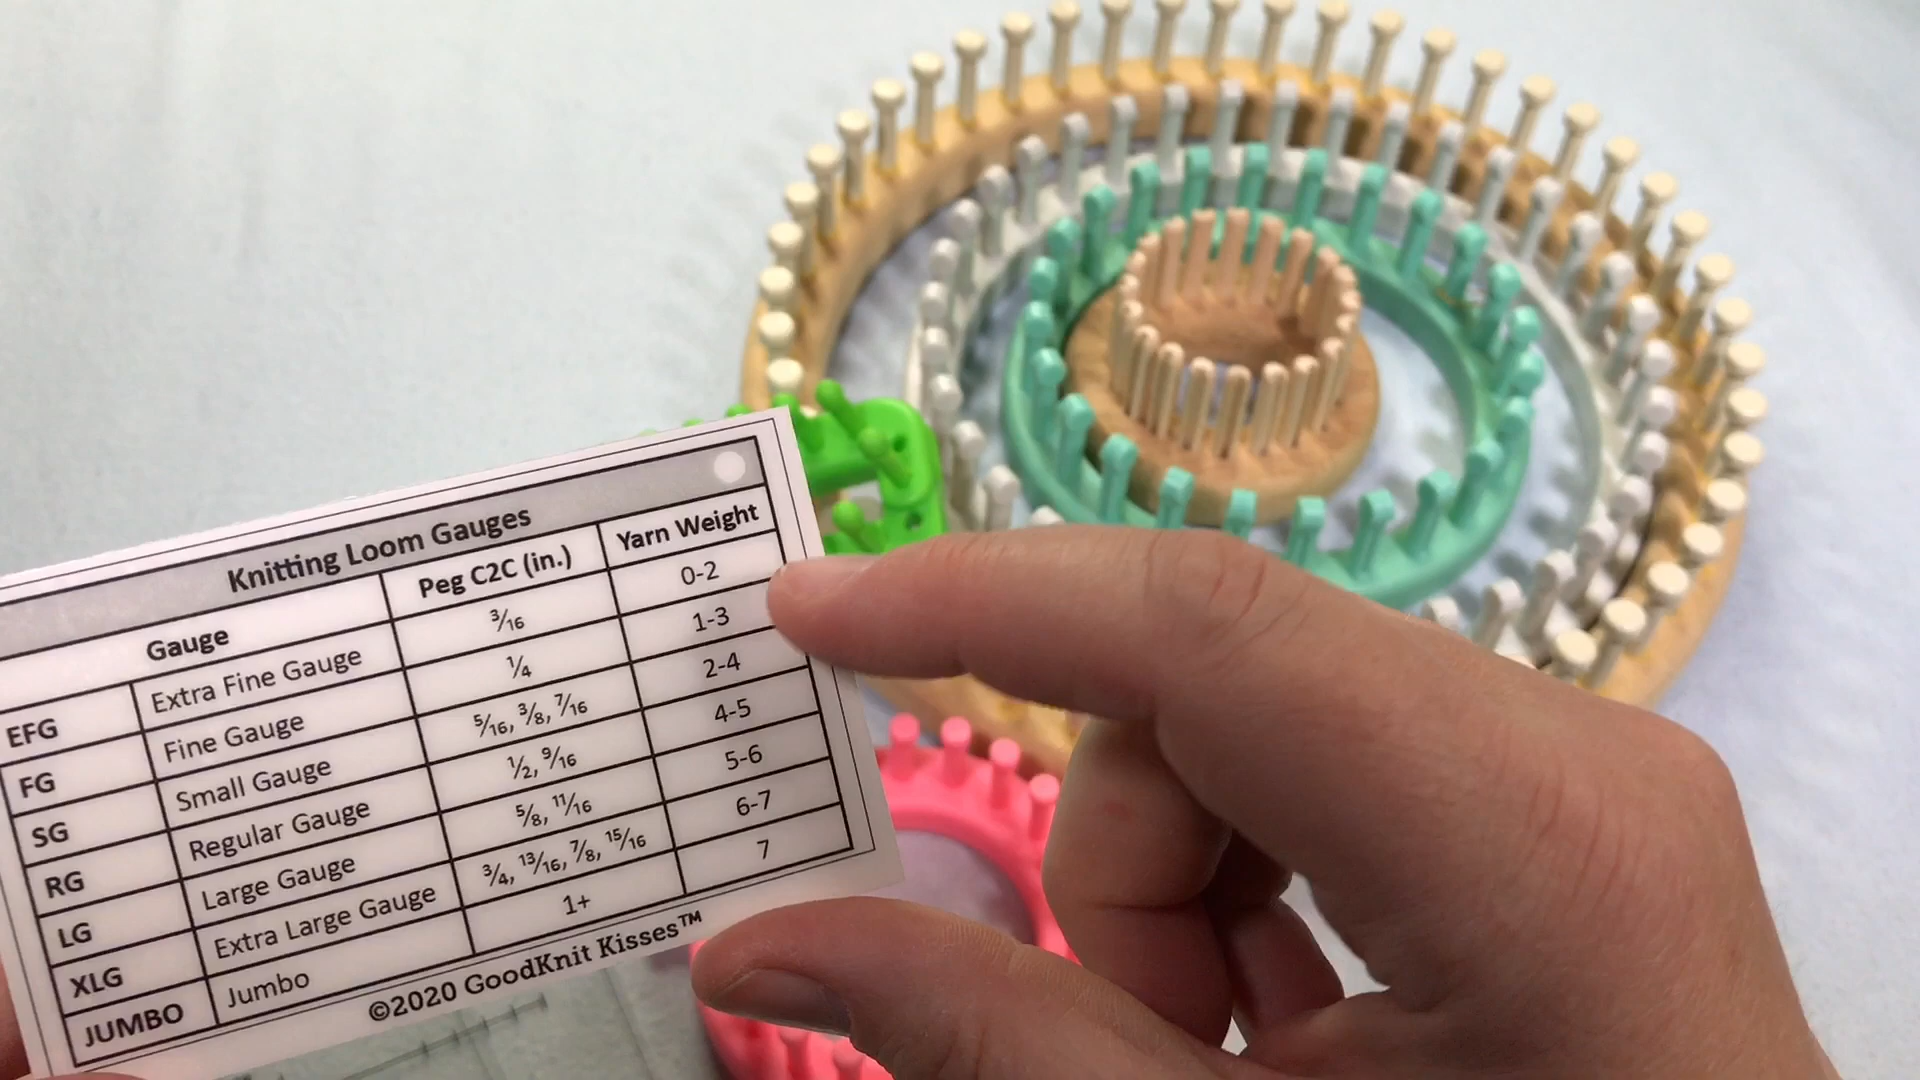 Knitting Loom Gauges
Gauge Peg C2C (in.) Yarn Weight
EFG Extra Fine Gauge 3/16 0-2
FG Fine Gauge 1/4 1-3
SG Small Gauge 5/16, 3/8, 7/16 2-4
RG Regular Gauge 1/2, 9/16 4-5
LG Large Gauge 5/8, 11/16 5-6
XLG Extra Large Gauge 3/4, 13/16, 7/8, 15/16 6-7
JUMBO Jumbo 1+ 7
©2020 GoodKnit Kisses™